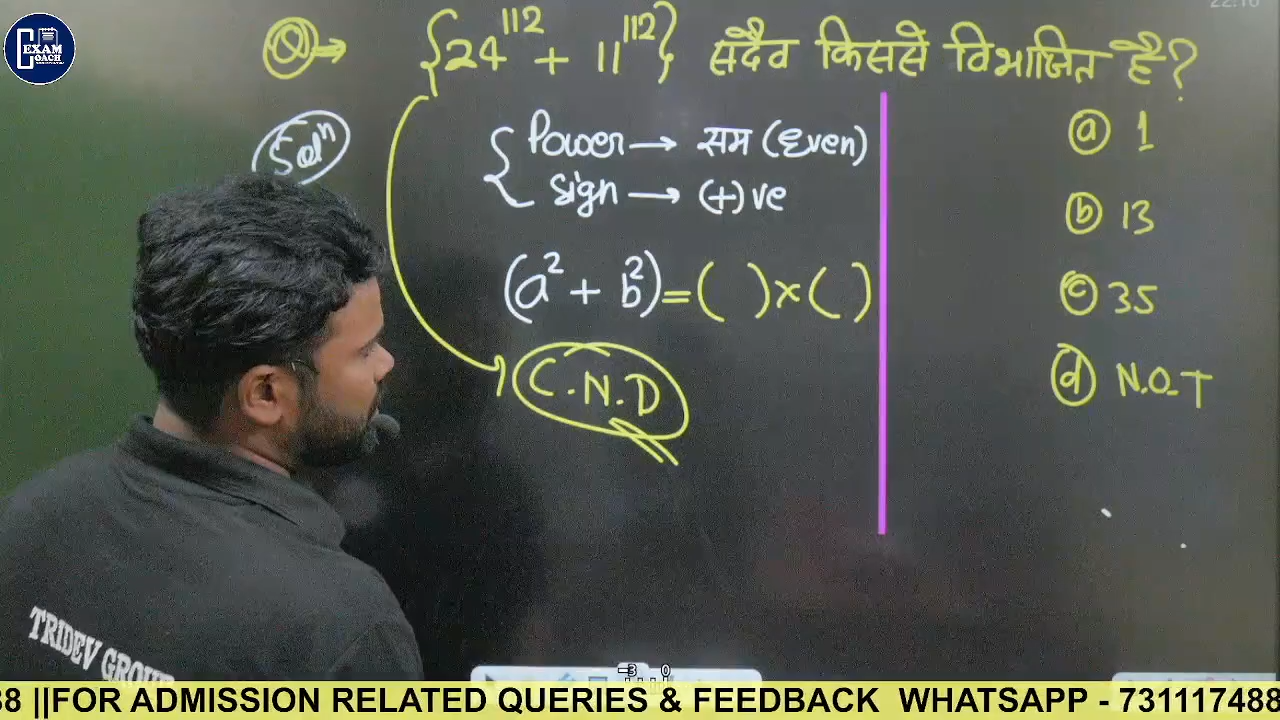 EXAM COACH
Q→ {24^112 + 11^112} सदैव किससे विभाजित है?
Solⁿ
{ Power → सम (Even)
Sign → (+)ve
(a² + b²) = ( ) × ( )
C.N.D
ⓐ 1
ⓑ 13
ⓒ 35
ⓓ N.O.T
TRIDEV GROUP
38 ||FOR ADMISSION RELATED QUERIES & FEEDBACK WHATSAPP - 731117488